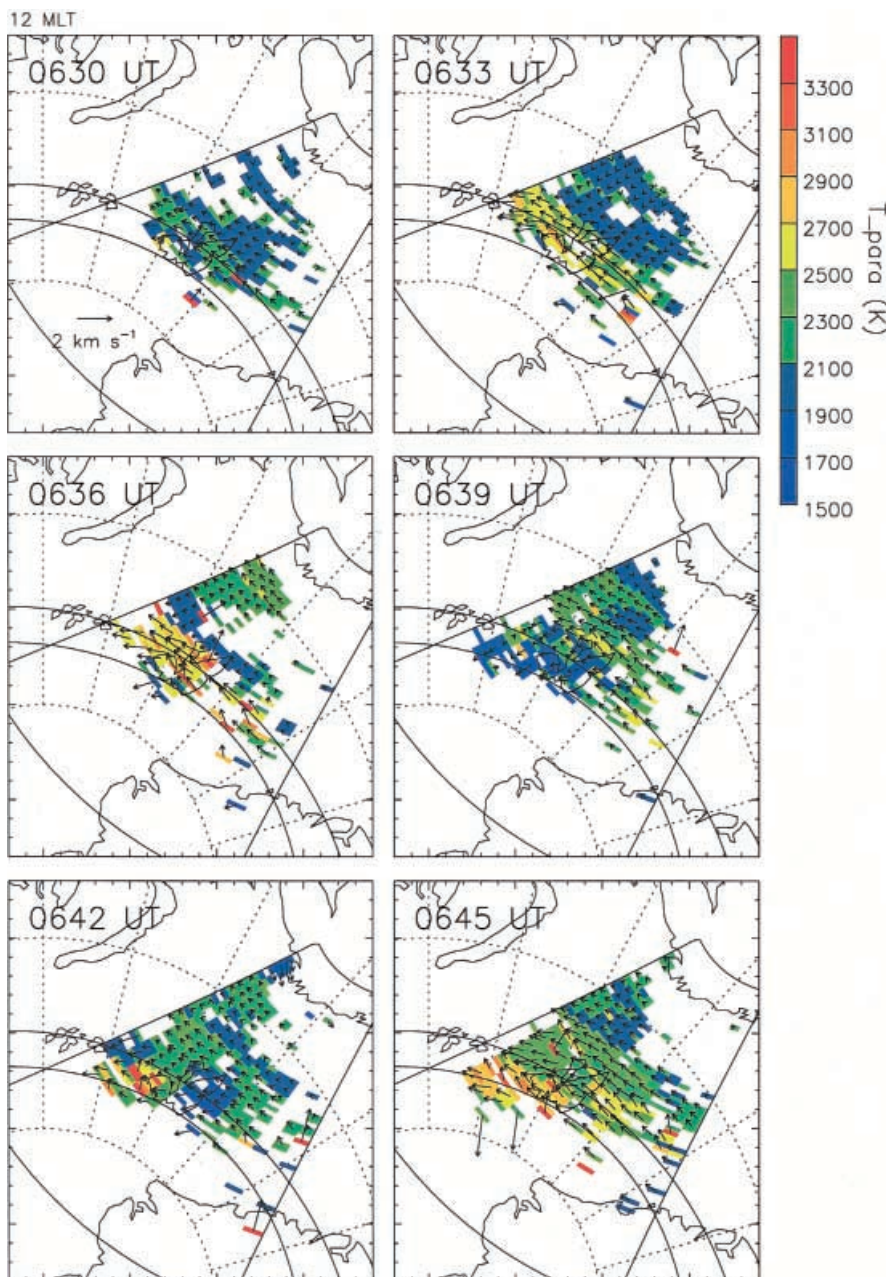 12 MLT
0630 UT
0633 UT
2 km s⁻¹
0636 UT
0639 UT
0642 UT
0645 UT
3300
3100
2900
2700
2500
2300
2100
1900
1700
1500
T_para (K)